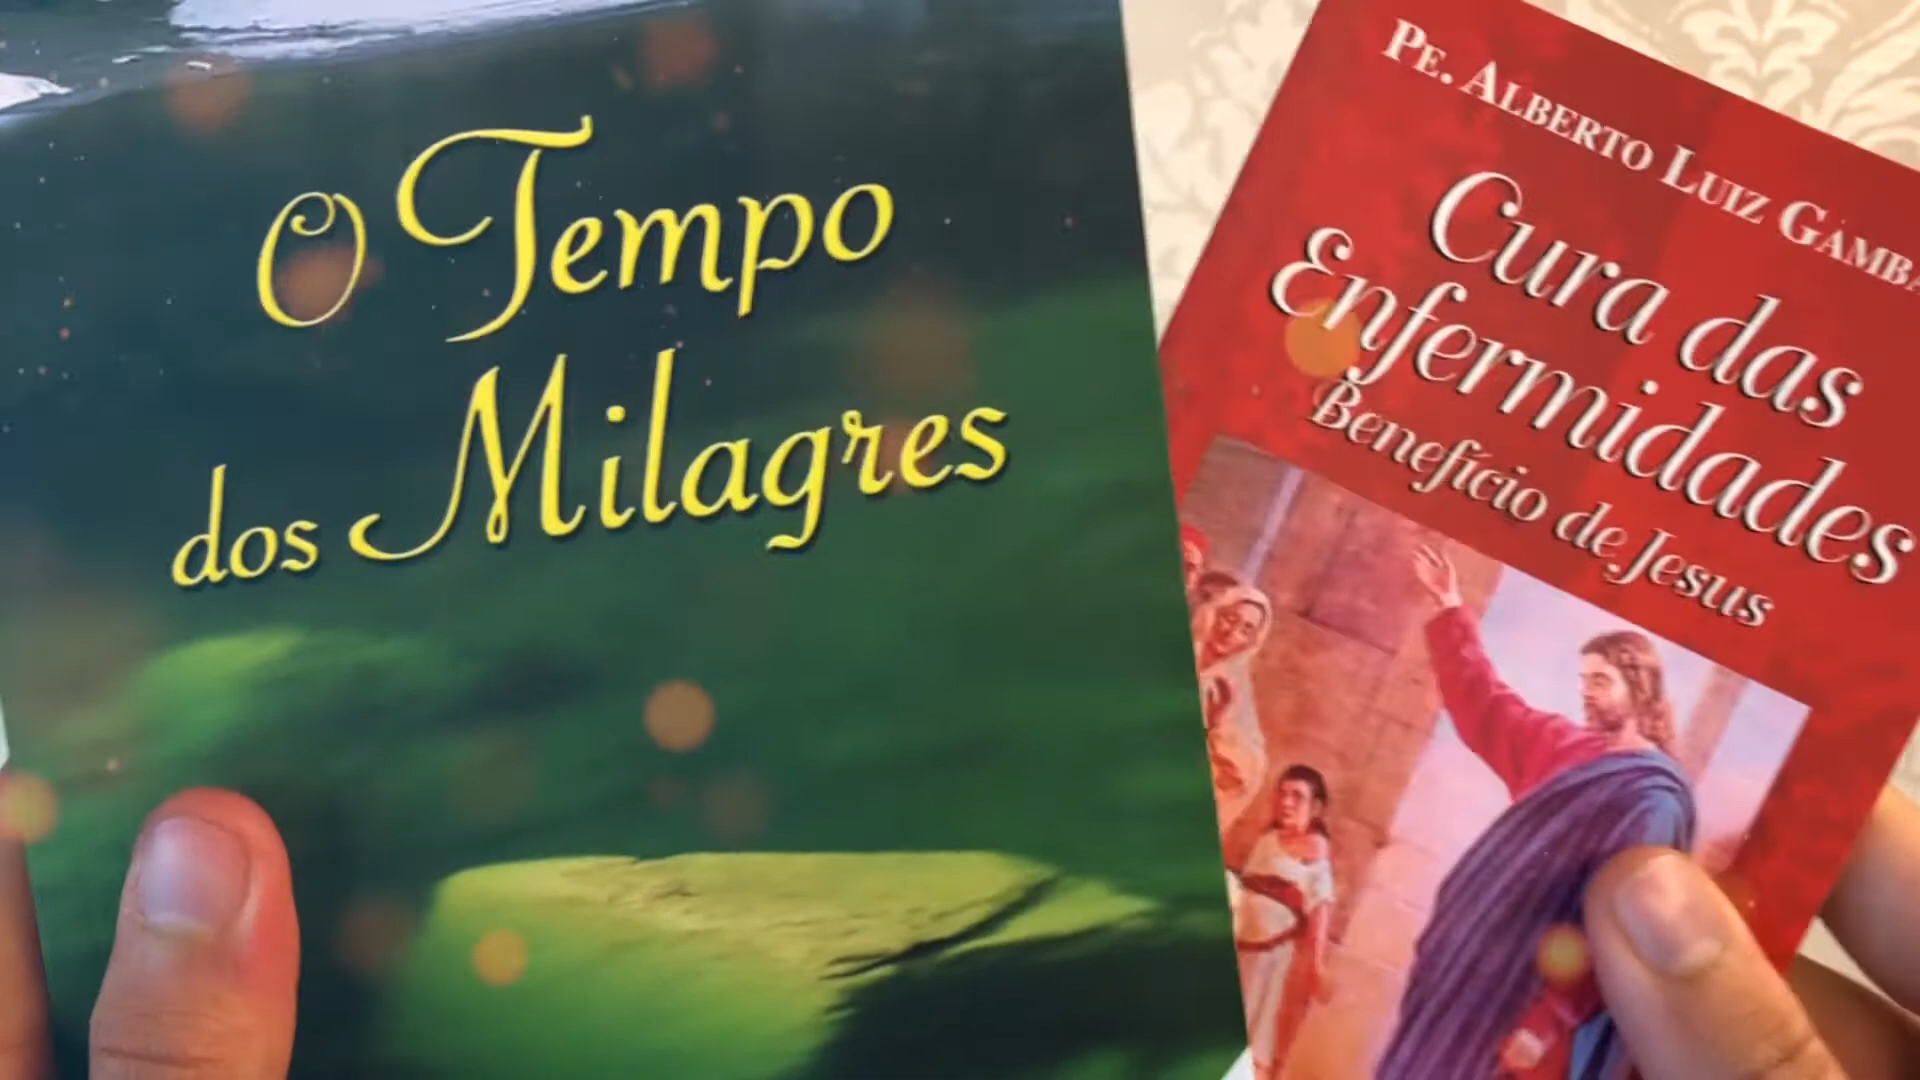 O Tempo
dos Milagres
PE. ALBERTO LUIZ GAMBA
Cura das
Enfermidades
Benefício de Jesus